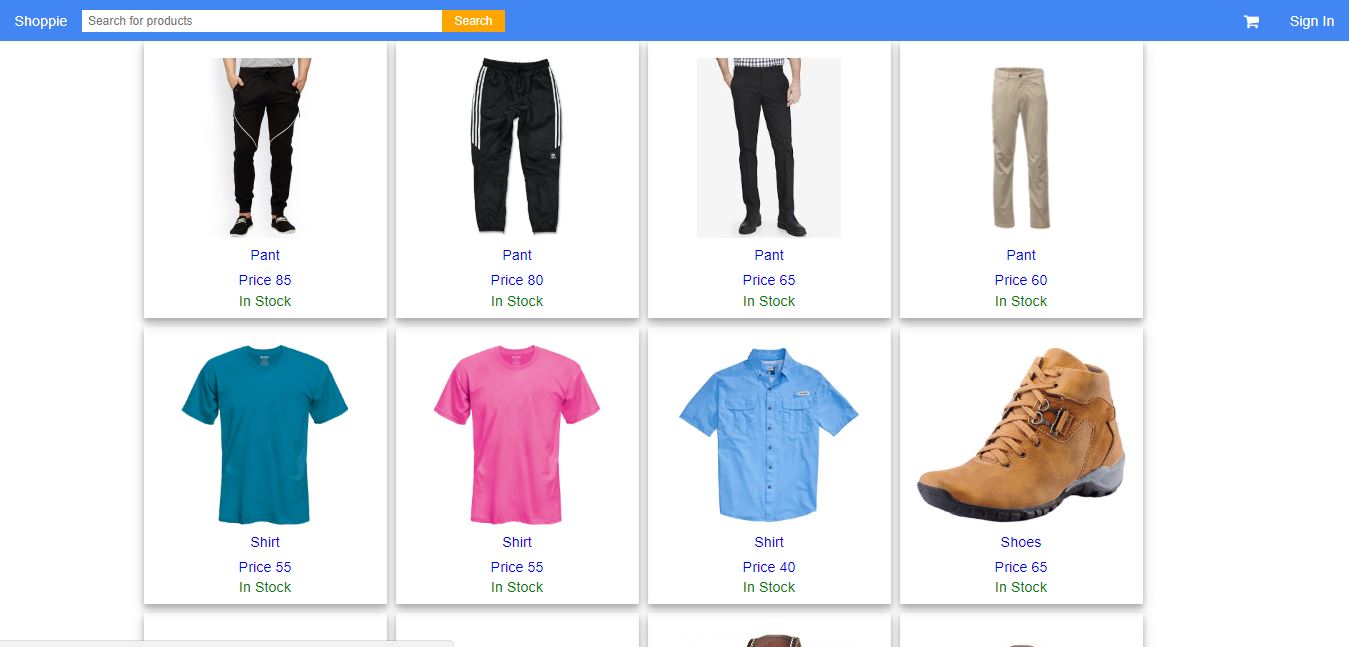 Shoppie
Search for products
Search
Sign In
Pant
Price 85
In Stock
Pant
Price 80
In Stock
Pant
Price 65
In Stock
Pant
Price 60
In Stock
Shirt
Price 55
In Stock
Shirt
Price 55
In Stock
Shirt
Price 40
In Stock
Shoes
Price 65
In Stock